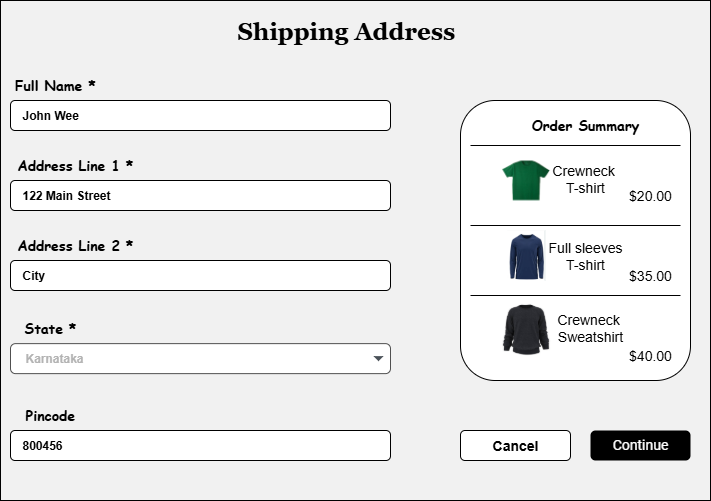 Shipping Address
Full Name *
John Wee
Address Line 1 *
122 Main Street
Address Line 2 *
City
State *
Karnataka
Pincode
800456
Order Summary
Crewneck
T-shirt
$20.00
Full sleeves
T-shirt
$35.00
Crewneck
Sweatshirt
$40.00
Cancel
Continue